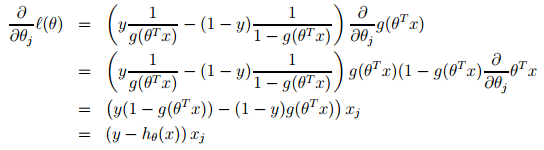 ∂/∂θ_j ℓ(θ) = ( y 1/g(θ^T x) − (1 − y) 1/(1 − g(θ^T x)) ) ∂/∂θ_j g(θ^T x)
= ( y 1/g(θ^T x) − (1 − y) 1/(1 − g(θ^T x)) ) g(θ^T x)(1 − g(θ^T x) ∂/∂θ_j θ^T x
= (y(1 − g(θ^T x)) − (1 − y)g(θ^T x)) x_j
= (y − h_θ(x)) x_j